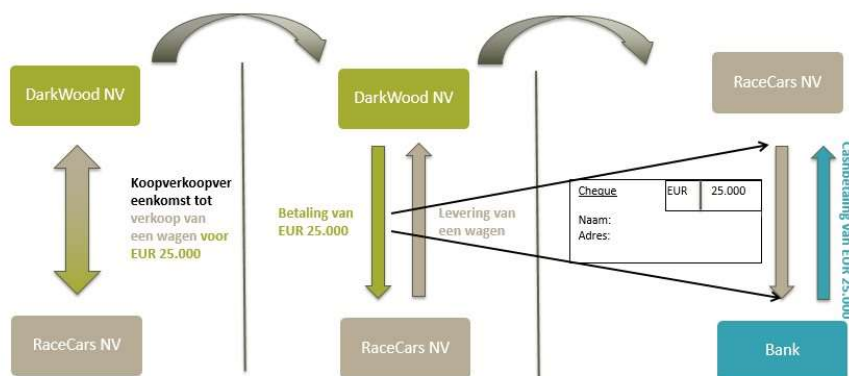 DarkWood NV
Koopverkoopver
eenkomst tot
verkoop van
een wagen voor
EUR 25.000
RaceCars NV
DarkWood NV
Betaling van
EUR 25.000
Levering van
een wagen
RaceCars NV
RaceCars NV
Cheque EUR 25.000
Naam:
Adres:
Cashbetaling van EUR 25.000
Bank